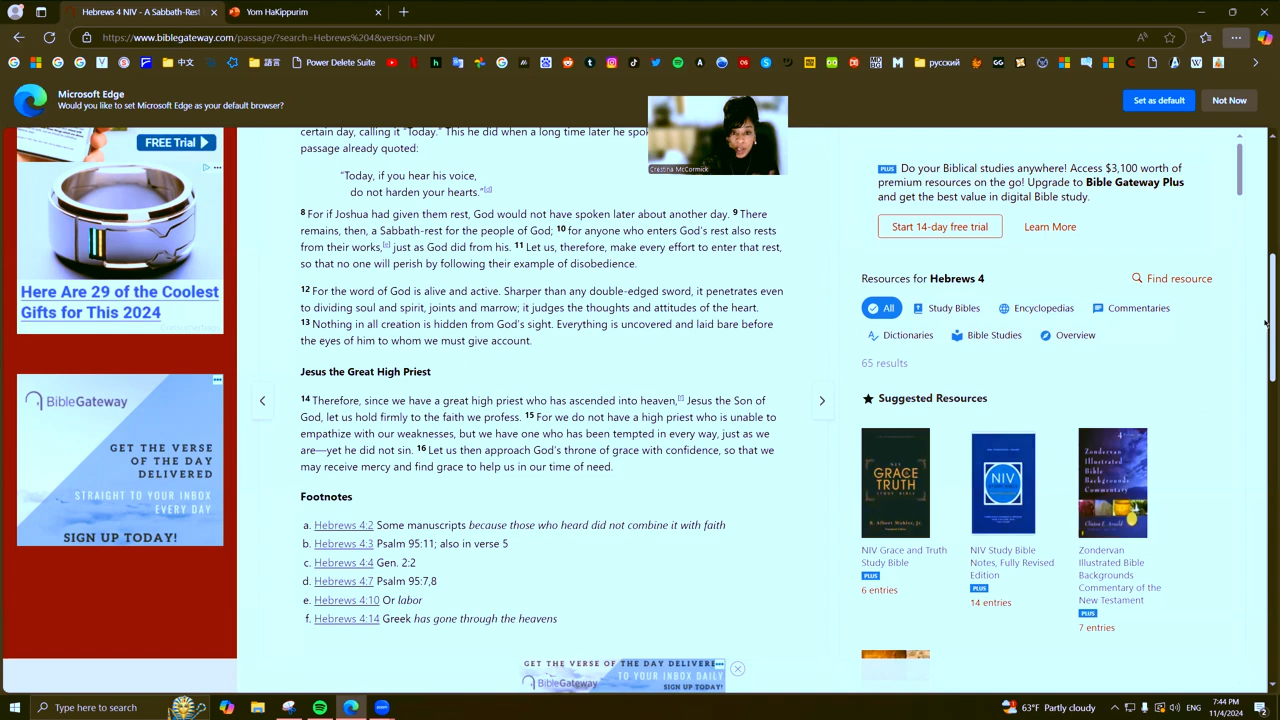 Hebrews 4 NIV - A Sabbath-Rest
Yom HaKippurim
https://www.biblegateway.com/passage/?search=Hebrews%204&version=NIV
中文
Power Delete Suite
русский
Microsoft Edge
Would you like to set Microsoft Edge as your default browser?
Set as default
Not Now
FREE Trial
Here Are 29 of the Coolest
Gifts for This 2024
BibleGateway
GET THE VERSE
OF THE DAY
DELIVERED
STRAIGHT TO YOUR INBOX
EVERY DAY
SIGN UP TODAY!
certain day, calling it "Today." This he did when a long time later he spok
passage already quoted:
"Today, if you hear his voice,
do not harden your hearts."[d]
8 For if Joshua had given them rest, God would not have spoken later about another day. 9 There
remains, then, a Sabbath-rest for the people of God; 10 for anyone who enters God's rest also rests
from their works,[e] just as God did from his. 11 Let us, therefore, make every effort to enter that rest,
so that no one will perish by following their example of disobedience.
12 For the word of God is alive and active. Sharper than any double-edged sword, it penetrates even
to dividing soul and spirit, joints and marrow; it judges the thoughts and attitudes of the heart.
13 Nothing in all creation is hidden from God's sight. Everything is uncovered and laid bare before
the eyes of him to whom we must give account.
Jesus the Great High Priest
14 Therefore, since we have a great high priest who has ascended into heaven,[f] Jesus the Son of
God, let us hold firmly to the faith we profess. 15 For we do not have a high priest who is unable to
empathize with our weaknesses, but we have one who has been tempted in every way, just as we
are—yet he did not sin. 16 Let us then approach God's throne of grace with confidence, so that we
may receive mercy and find grace to help us in our time of need.
Footnotes
a. Hebrews 4:2 Some manuscripts because those who heard did not combine it with faith
b. Hebrews 4:3 Psalm 95:11; also in verse 5
c. Hebrews 4:4 Gen. 2:2
d. Hebrews 4:7 Psalm 95:7,8
e. Hebrews 4:10 Or labor
f. Hebrews 4:14 Greek has gone through the heavens
GET THE VERSE OF THE DAY DELIVERE
BibleGateway
TO YOUR INBOX DAILY
SIGN UP TODAY!
Crestina McCormick
PLUS Do your Biblical studies anywhere! Access $3,100 worth of
premium resources on the go! Upgrade to Bible Gateway Plus
and get the best value in digital Bible study.
Start 14-day free trial
Learn More
Resources for Hebrews 4
Find resource
All
Study Bibles
Encyclopedias
Commentaries
Dictionaries
Bible Studies
Overview
65 results
Suggested Resources
NIV
GRACE
TRUTH
STUDY BIBLE
NIV
Zondervan
Illustrated
Bible
Backgrounds
Commentary
NIV Grace and Truth
Study Bible
PLUS
6 entries
NIV Study Bible
Notes, Fully Revised
Edition
PLUS
14 entries
Zondervan
Illustrated Bible
Backgrounds
Commentary of the
New Testament
PLUS
7 entries
Type here to search
63°F Partly cloudy
ENG
7:44 PM
11/4/2024
2